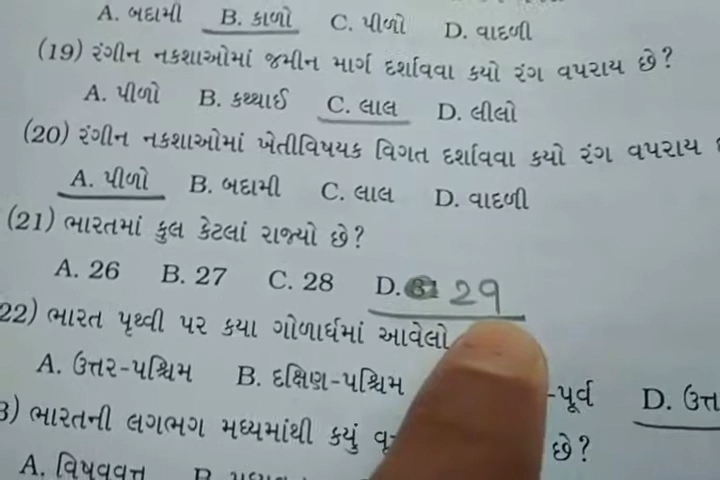 A. બદામી B. કાળો C. પીળો D. વાદળી
(19) રંગીન નકશાઓમાં જમીન માર્ગ દર્શાવવા કયો રંગ વપરાય છે?
A. પીળો B. કથ્થાઈ C. લાલ D. લીલો
(20) રંગીન નકશાઓમાં ખેતીવિષયક વિગત દર્શાવવા કયો રંગ વપરાય
A. પીળો B. બદામી C. લાલ D. વાદળી
(21) ભારતમાં કુલ કેટલાં રાજ્યો છે?
A. 26 B. 27 C. 28 D. 29
22) ભારત પૃથ્વી પર કયા ગોળાર્ધમાં આવેલો
A. ઉત્તર-પશ્ચિમ B. દક્ષિણ-પશ્ચિમ -પૂર્વ D. ઉત્ત
3) ભારતની લગભગ મધ્યમાંથી કયું વૃ છે?
A. વિષુવવૃત્ત B.